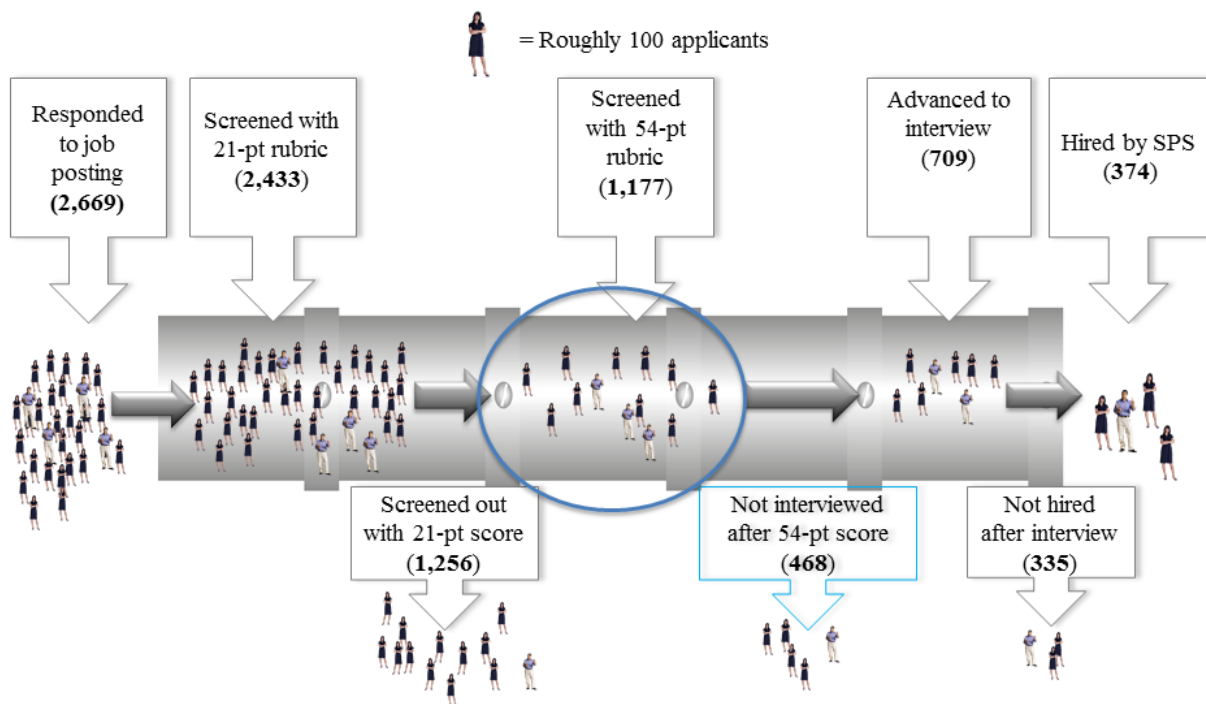 = Roughly 100 applicants
Responded
to job
posting
(2,669)
Screened with
21-pt rubric
(2,433)
Screened
with 54-pt
rubric
(1,177)
Advanced to
interview
(709)
Hired by SPS
(374)
Screened out
with 21-pt score
(1,256)
Not interviewed
after 54-pt score
(468)
Not hired
after interview
(335)